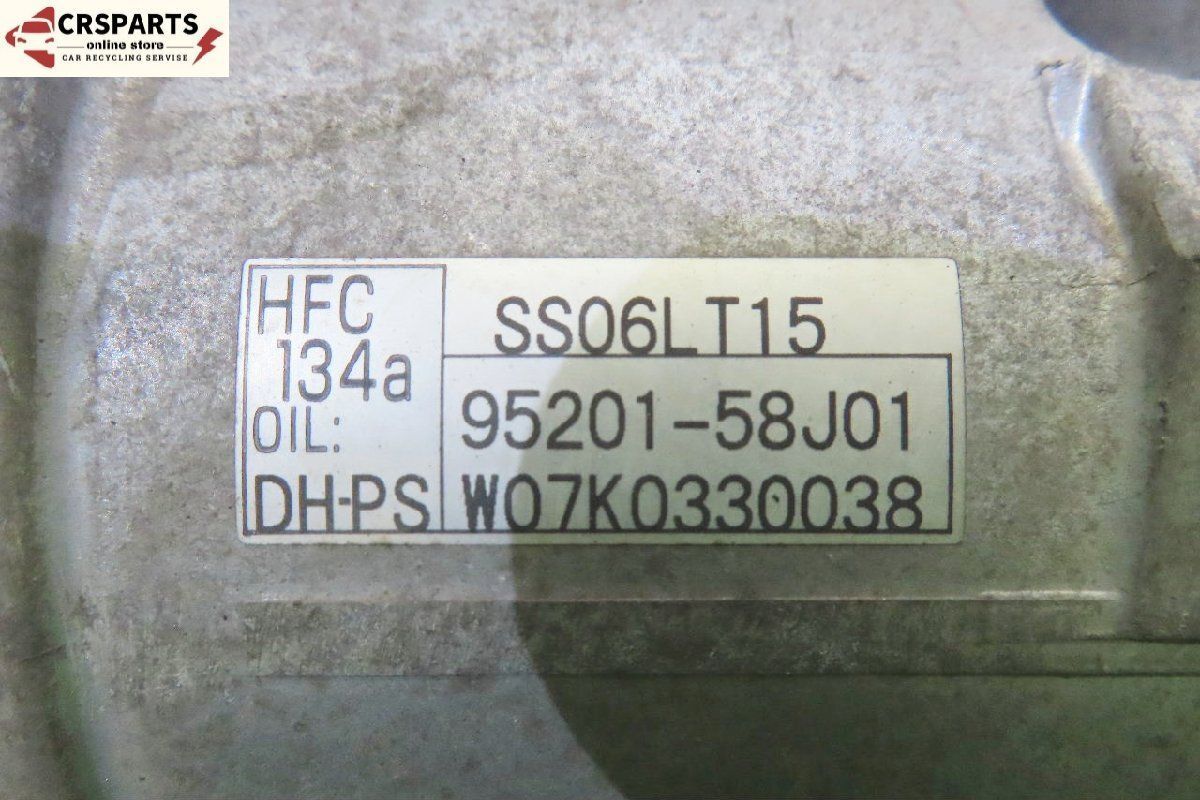 CRSPARTS
online store
CAR RECYCLING SERVISE
HFC
134a
OIL:
DH-PS
SS06LT15
95201-58J01
W07K0330038